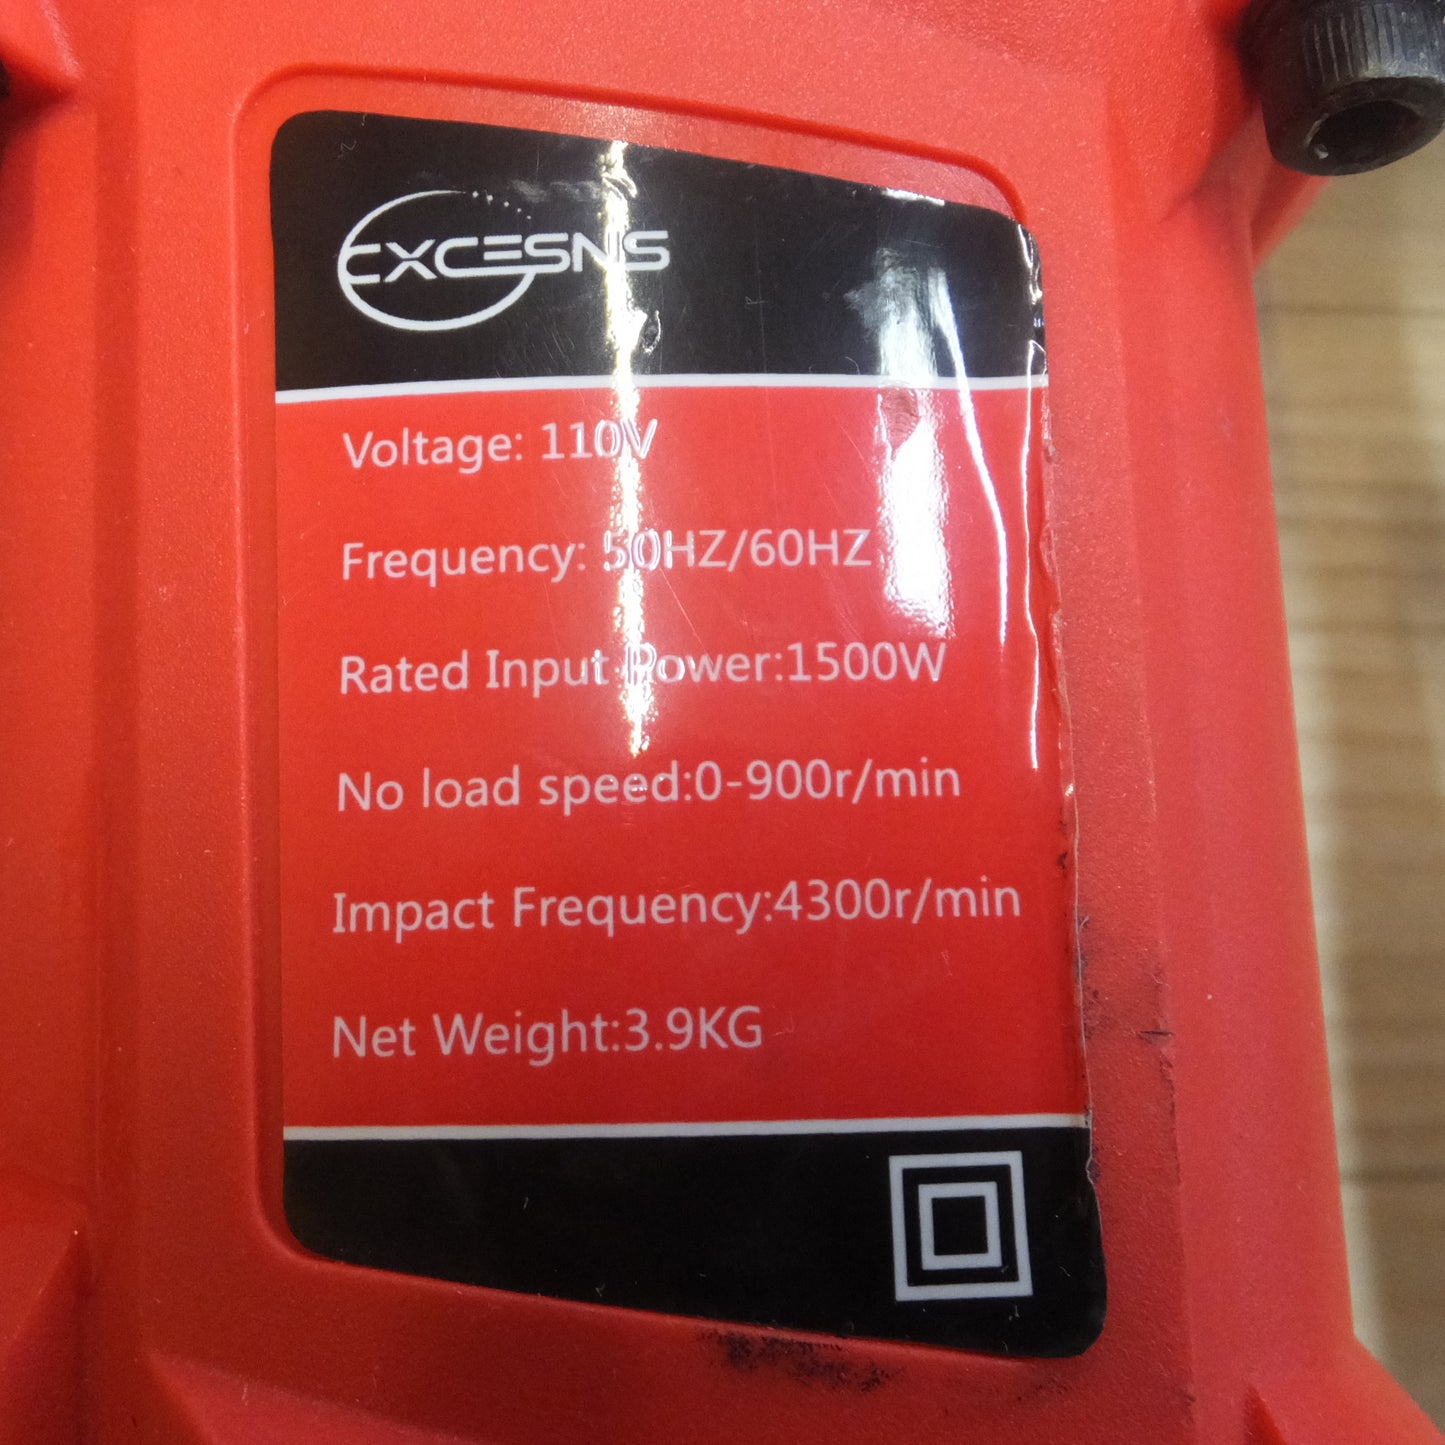 EXCESNS
Voltage: 110V
Frequency: 50HZ/60HZ
Rated Input Power:1500W
No load speed:0-900r/min
Impact Frequency:4300r/min
Net Weight:3.9KG